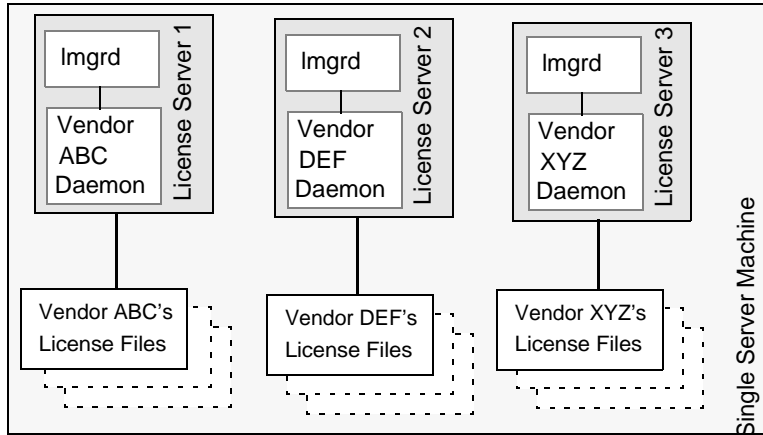 lmgrd
Vendor
ABC
Daemon
License Server 1
lmgrd
Vendor
DEF
Daemon
License Server 2
lmgrd
Vendor
XYZ
Daemon
License Server 3
Vendor ABC's
License Files
Vendor DEF's
License Files
Vendor XYZ's
License Files
Single Server Machine